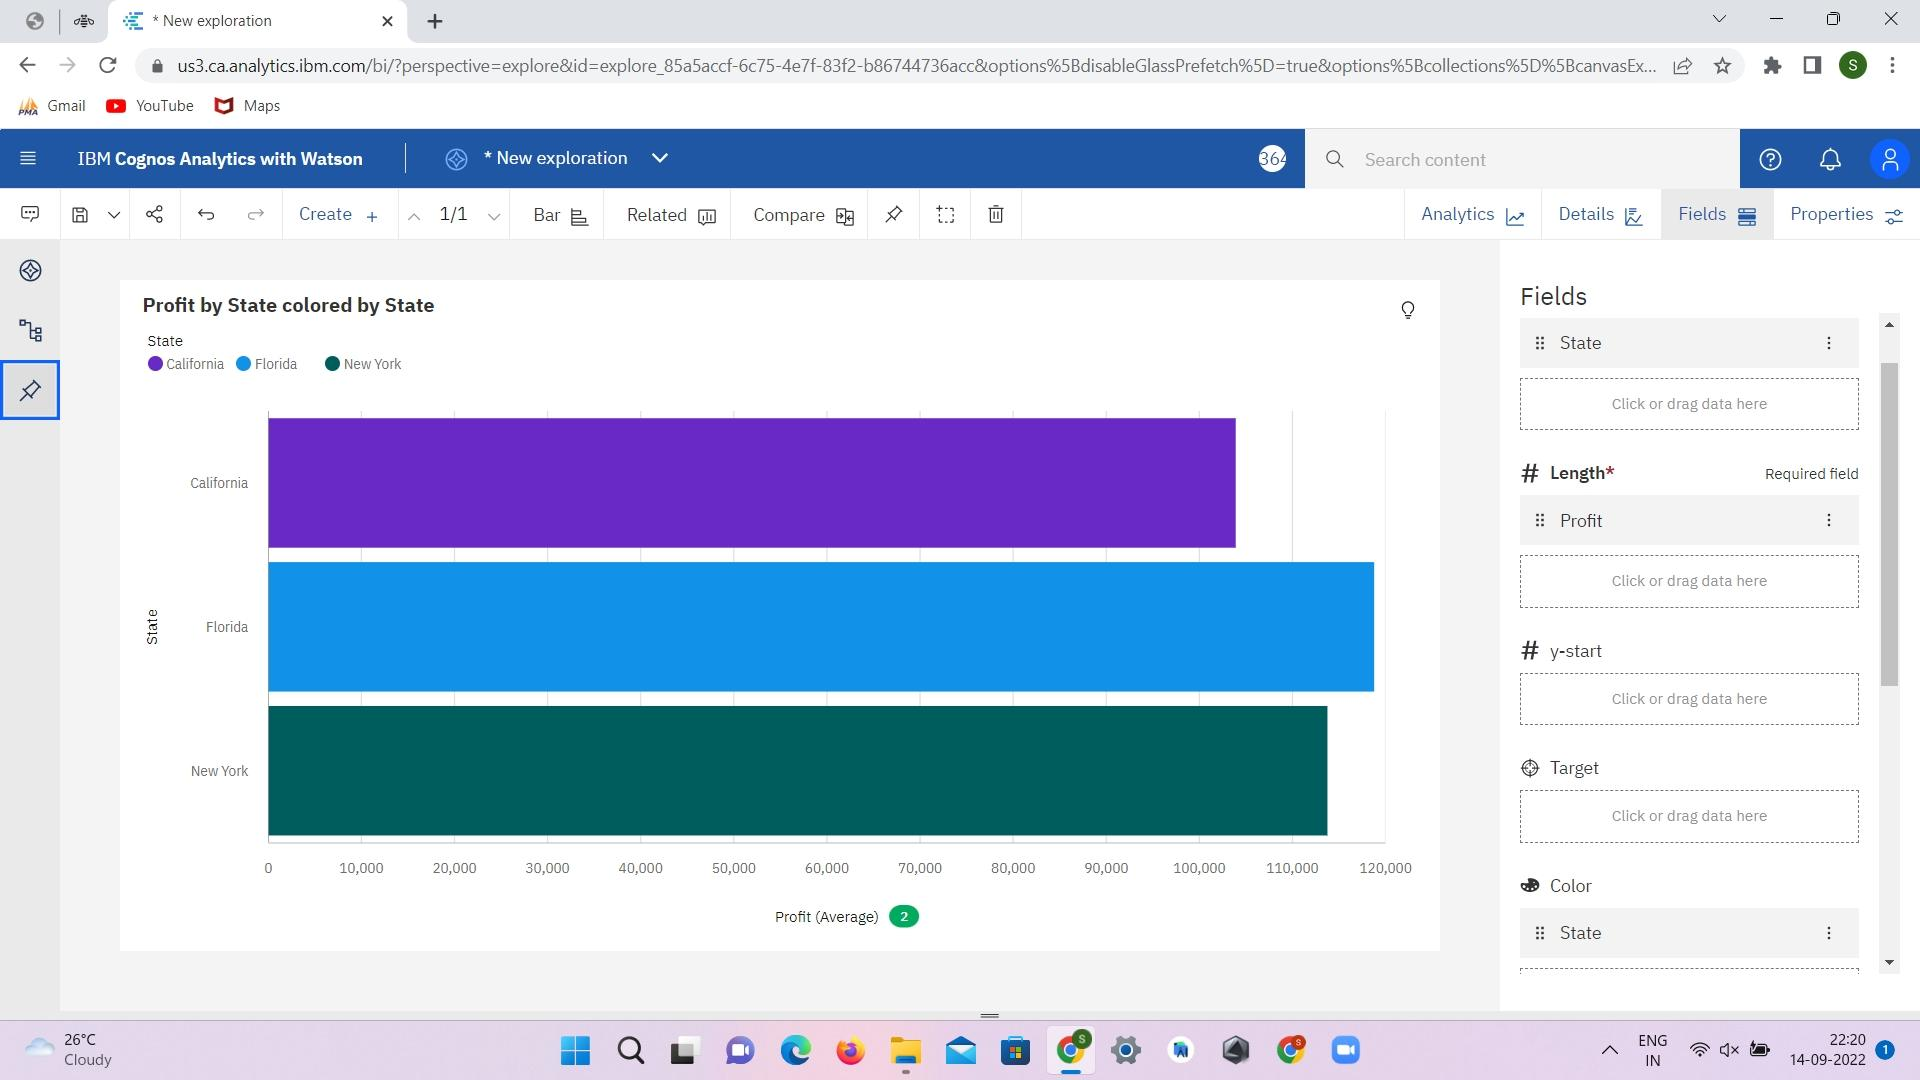 * New exploration
us3.ca.analytics.ibm.com/bi/?perspective=explore&id=explore_85a5accf-6c75-4e7f-83f2-b86744736acc&options%5BdisableGlassPrefetch%5D=true&options%5Bcollections%5D%5BcanvasEx...
S
PMA Gmail YouTube Maps
IBM Cognos Analytics with Watson * New exploration 364 Search content
Create + 1/1 Bar Related Compare Analytics Details Fields Properties
Profit by State colored by State
State
California Florida New York
California
Florida
New York
State
0 10,000 20,000 30,000 40,000 50,000 60,000 70,000 80,000 90,000 100,000 110,000 120,000
Profit (Average) 2
Fields
State
Click or drag data here
# Length* Required field
Profit
Click or drag data here
# y-start
Click or drag data here
Target
Click or drag data here
Color
State
26°C
Cloudy
S
S
ENG
IN
22:20
14-09-2022
1